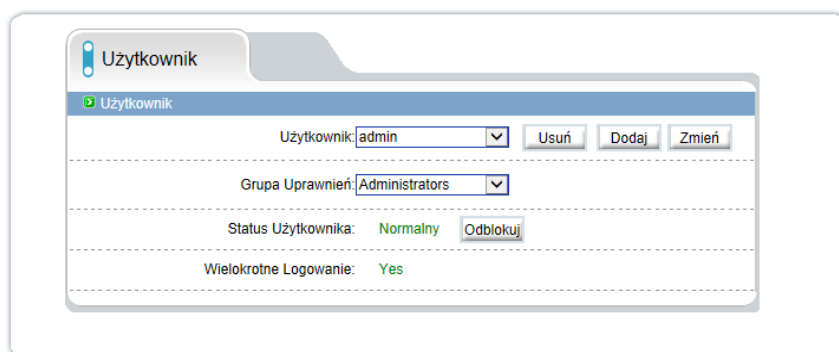 Użytkownik
Użytkownik
Użytkownik: admin Usuń Dodaj Zmień
Grupa Uprawnień: Administrators
Status Użytkownika: Normalny Odblokuj
Wielokrotne Logowanie: Yes